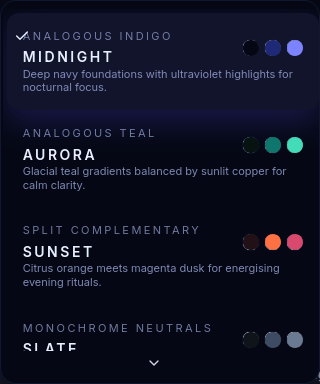 ANALOGOUS INDIGO
MIDNIGHT
Deep navy foundations with ultraviolet highlights for
nocturnal focus.
ANALOGOUS TEAL
AURORA
Glacial teal gradients balanced by sunlit copper for
calm clarity.
SPLIT COMPLEMENTARY
SUNSET
Citrus orange meets magenta dusk for energising
evening rituals.
MONOCHROME NEUTRALS
SLATE